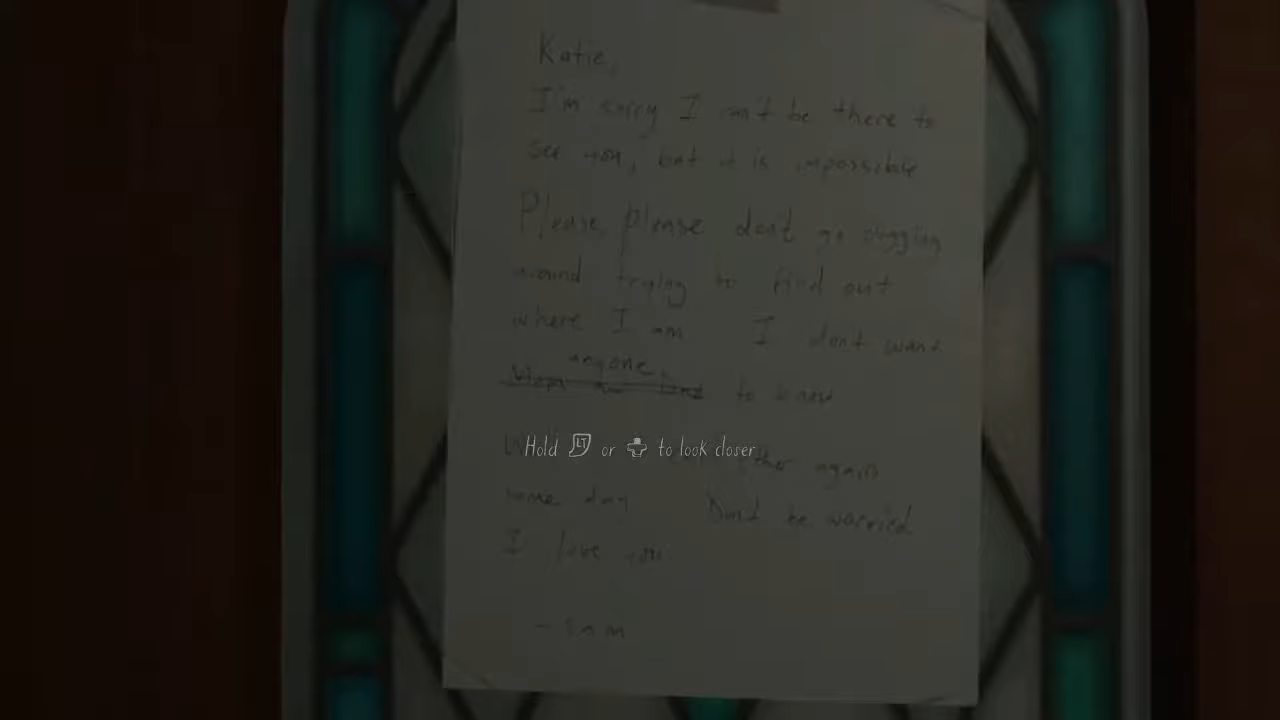 Katie,
I'm sorry I can't be there to
see you, but it is impossible
Please, please don't go digging
around trying to find out
where I am I don't want
anyone
to know
Hold LT or to look closer
other again
some day Don't be worried
I love you
- Sam